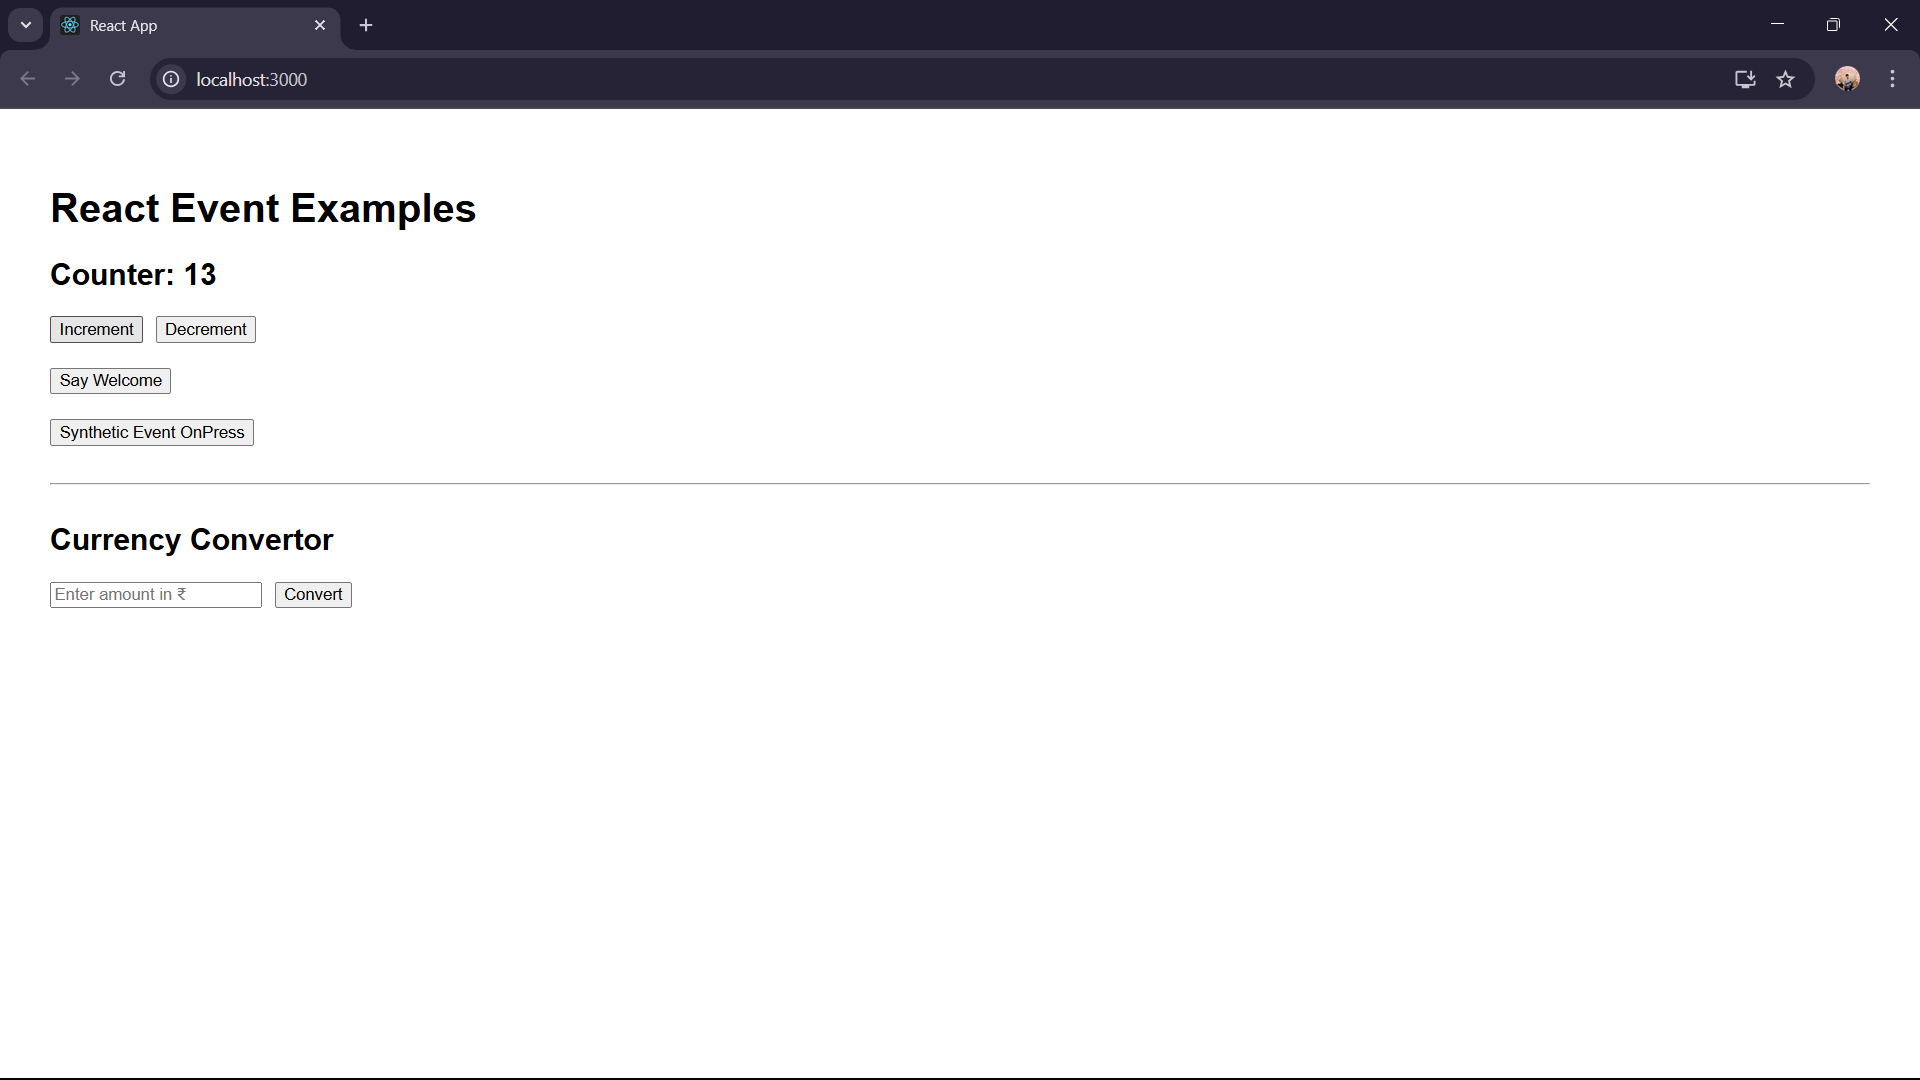 React App
localhost:3000
React Event Examples
Counter: 13
Increment Decrement
Say Welcome
Synthetic Event OnPress
Currency Convertor
Enter amount in ₹ Convert